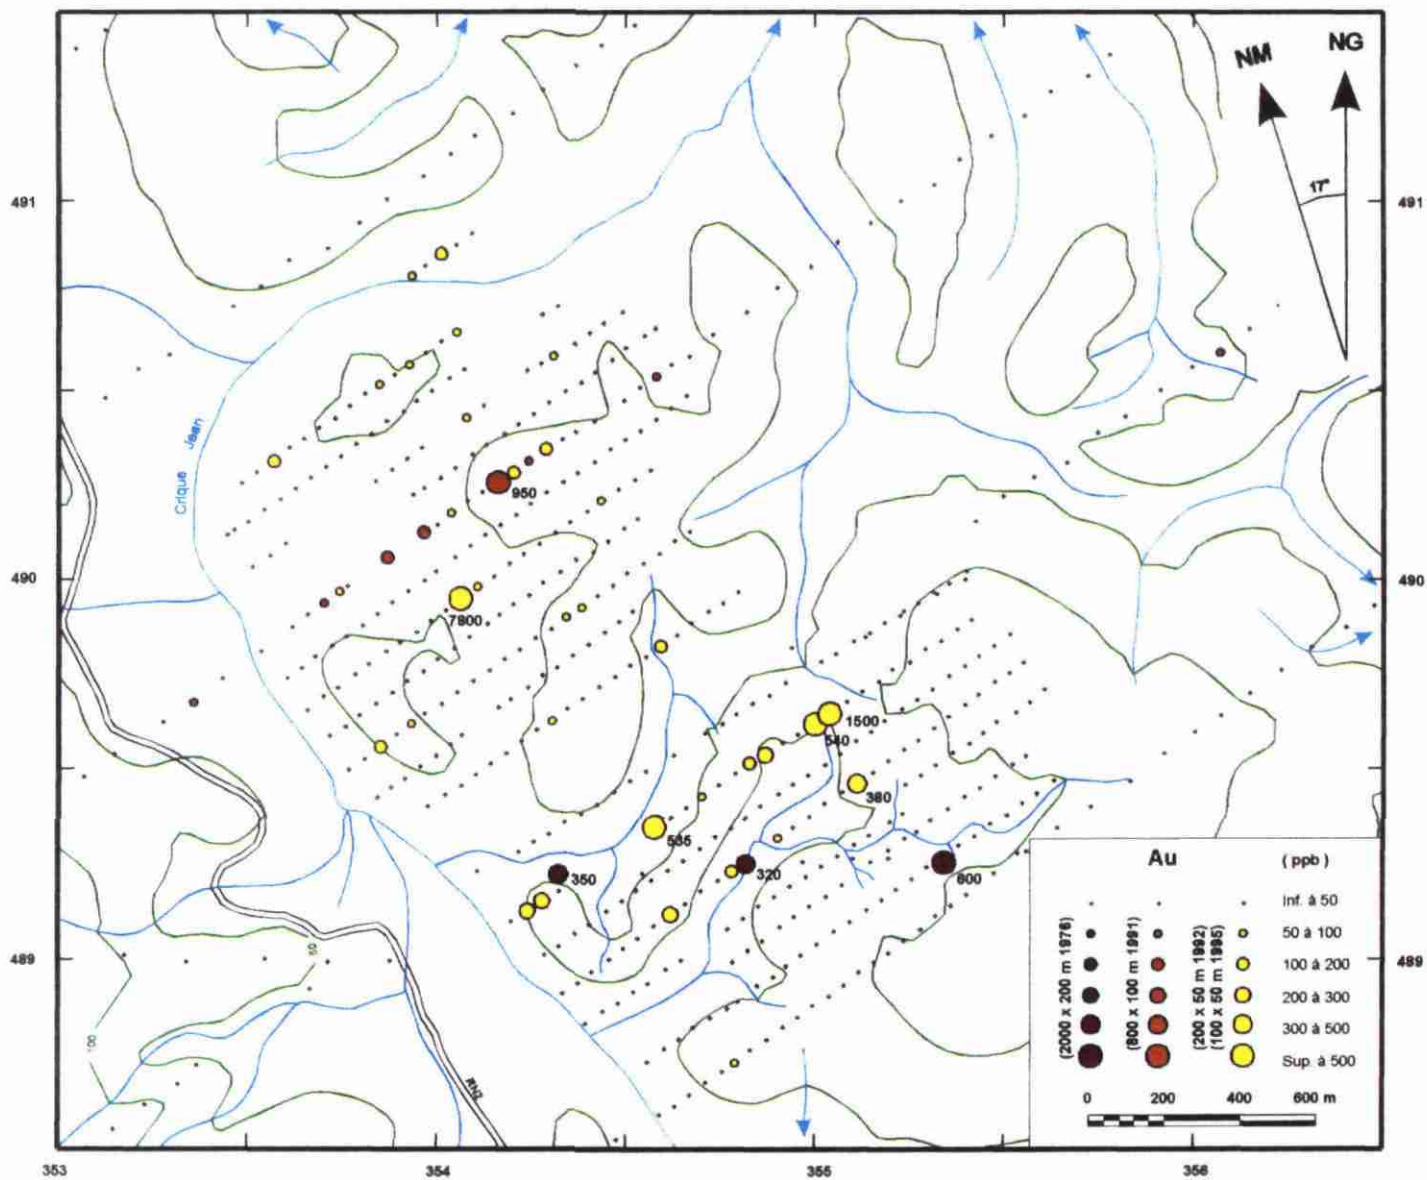 NM
NG
17°
491
491
Crique Jean
950
490
490
7800
1500
540
380
535
350
320
600
489
489
50
100
RN2
Au
( ppb )
Inf. à 50
50 à 100
100 à 200
200 à 300
300 à 500
Sup. à 500
(2000 x 200 m 1976)
(800 x 100 m 1991)
(200 x 50 m 1992)
(100 x 50 m 1995)
0
200
400
600 m
353
354
355
356